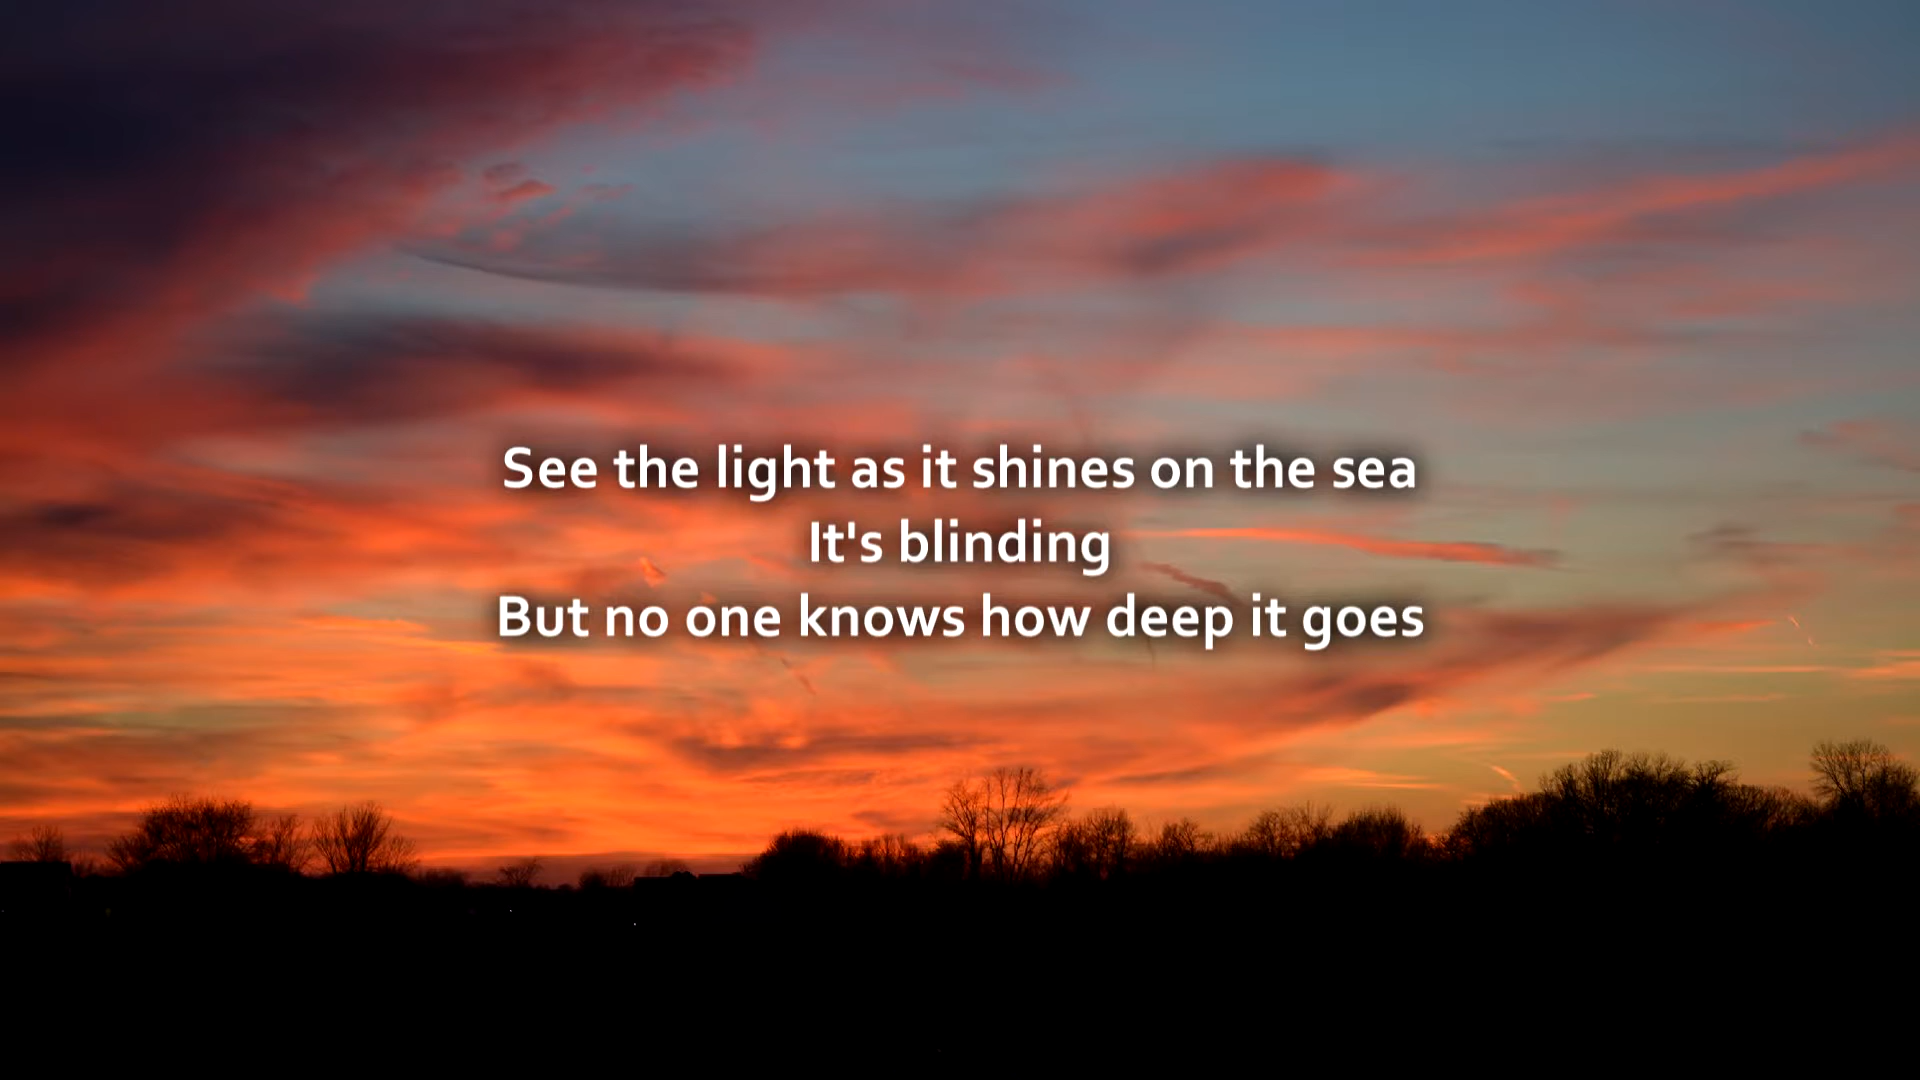 See the light as it shines on the sea
It's blinding
But no one knows how deep it goes